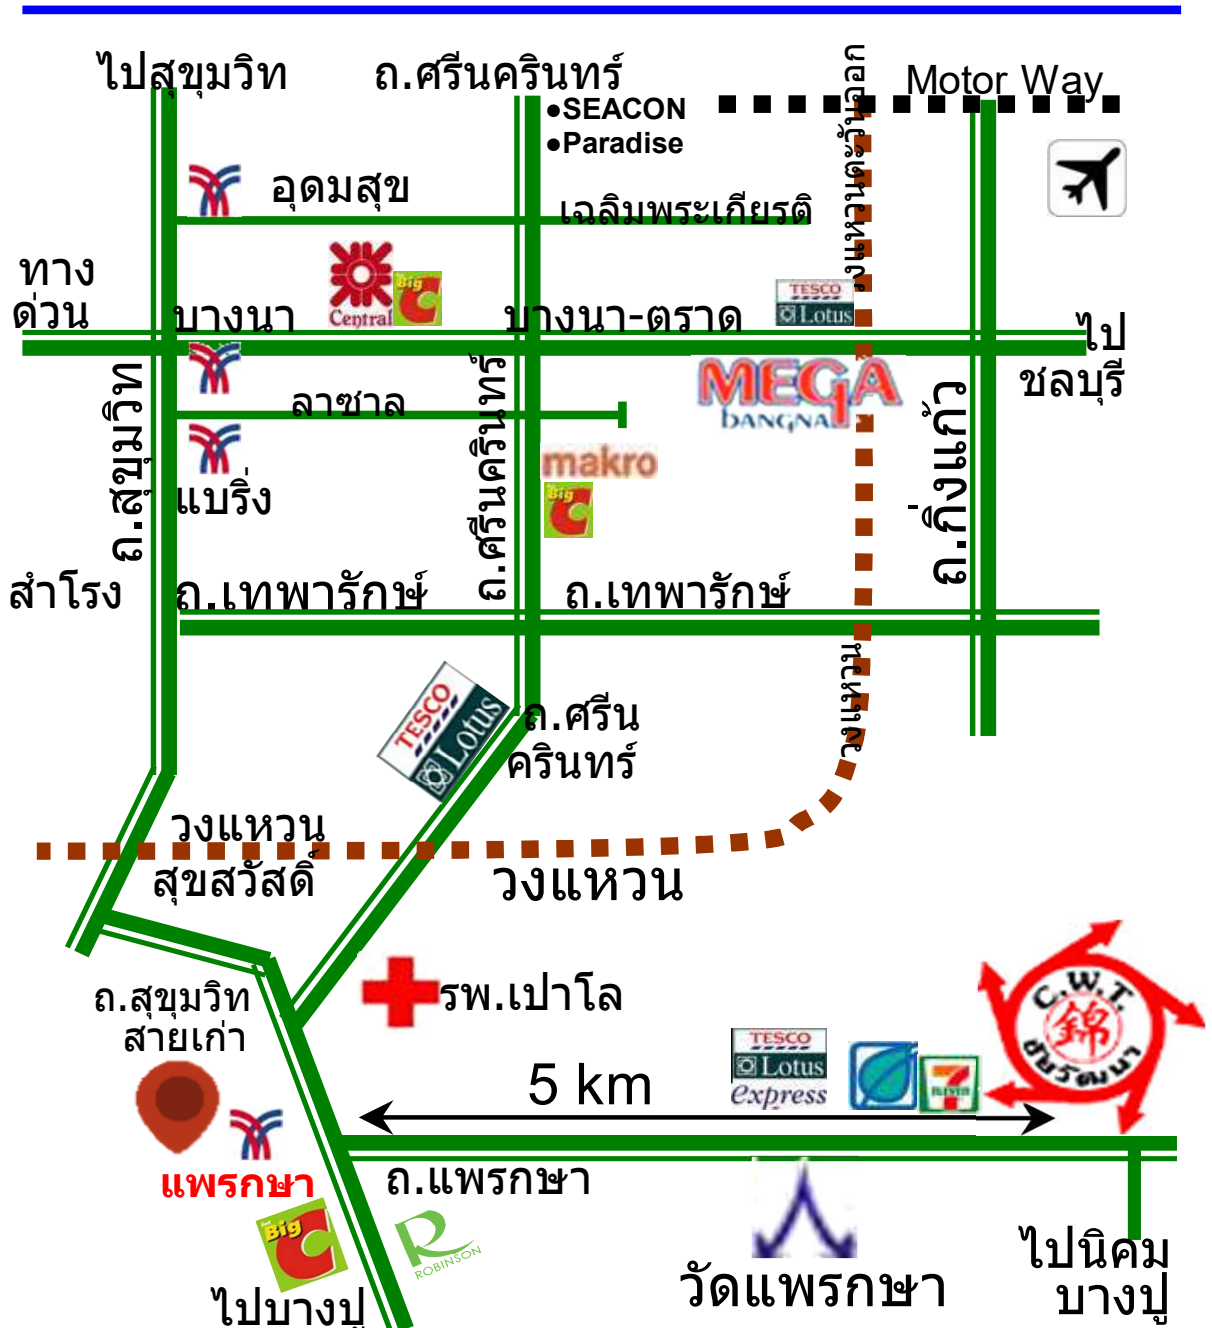 ไปสุขุมวิท
ถ.ศรีนครินทร์
Motor Way
●SEACON
●Paradise
วงแหวนตะวันออก
อุดมสุข
เฉลิมพระเกียรติ
ทาง
ด่วน
บางนา
Central
Big C
บางนา-ตราด
TESCO
Lotus
ไป
ชลบุรี
MEGA
BANGNA
ถ.สุขุมวิท
ลาซาล
ถ.ศรีนครินทร์
makro
Big C
ถ.กิ่งแก้ว
แบริ่ง
สำโรง
ถ.เทพารักษ์
ถ.เทพารักษ์
วงแหวน
TESCO
Lotus
ถ.ศรีน
ครินทร์
วงแหวน
สุขสวัสดิ์
วงแหวน
ถ.สุขุมวิท
สายเก่า
รพ.เปาโล
C.W.T.
錦
ชัยวัฒนา
5 km
TESCO
Lotus
express
7 ELEVEN
แพรกษา
ถ.แพรกษา
Big C
ROBINSON
ไปบางปู
วัดแพรกษา
ไปนิคม
บางปู